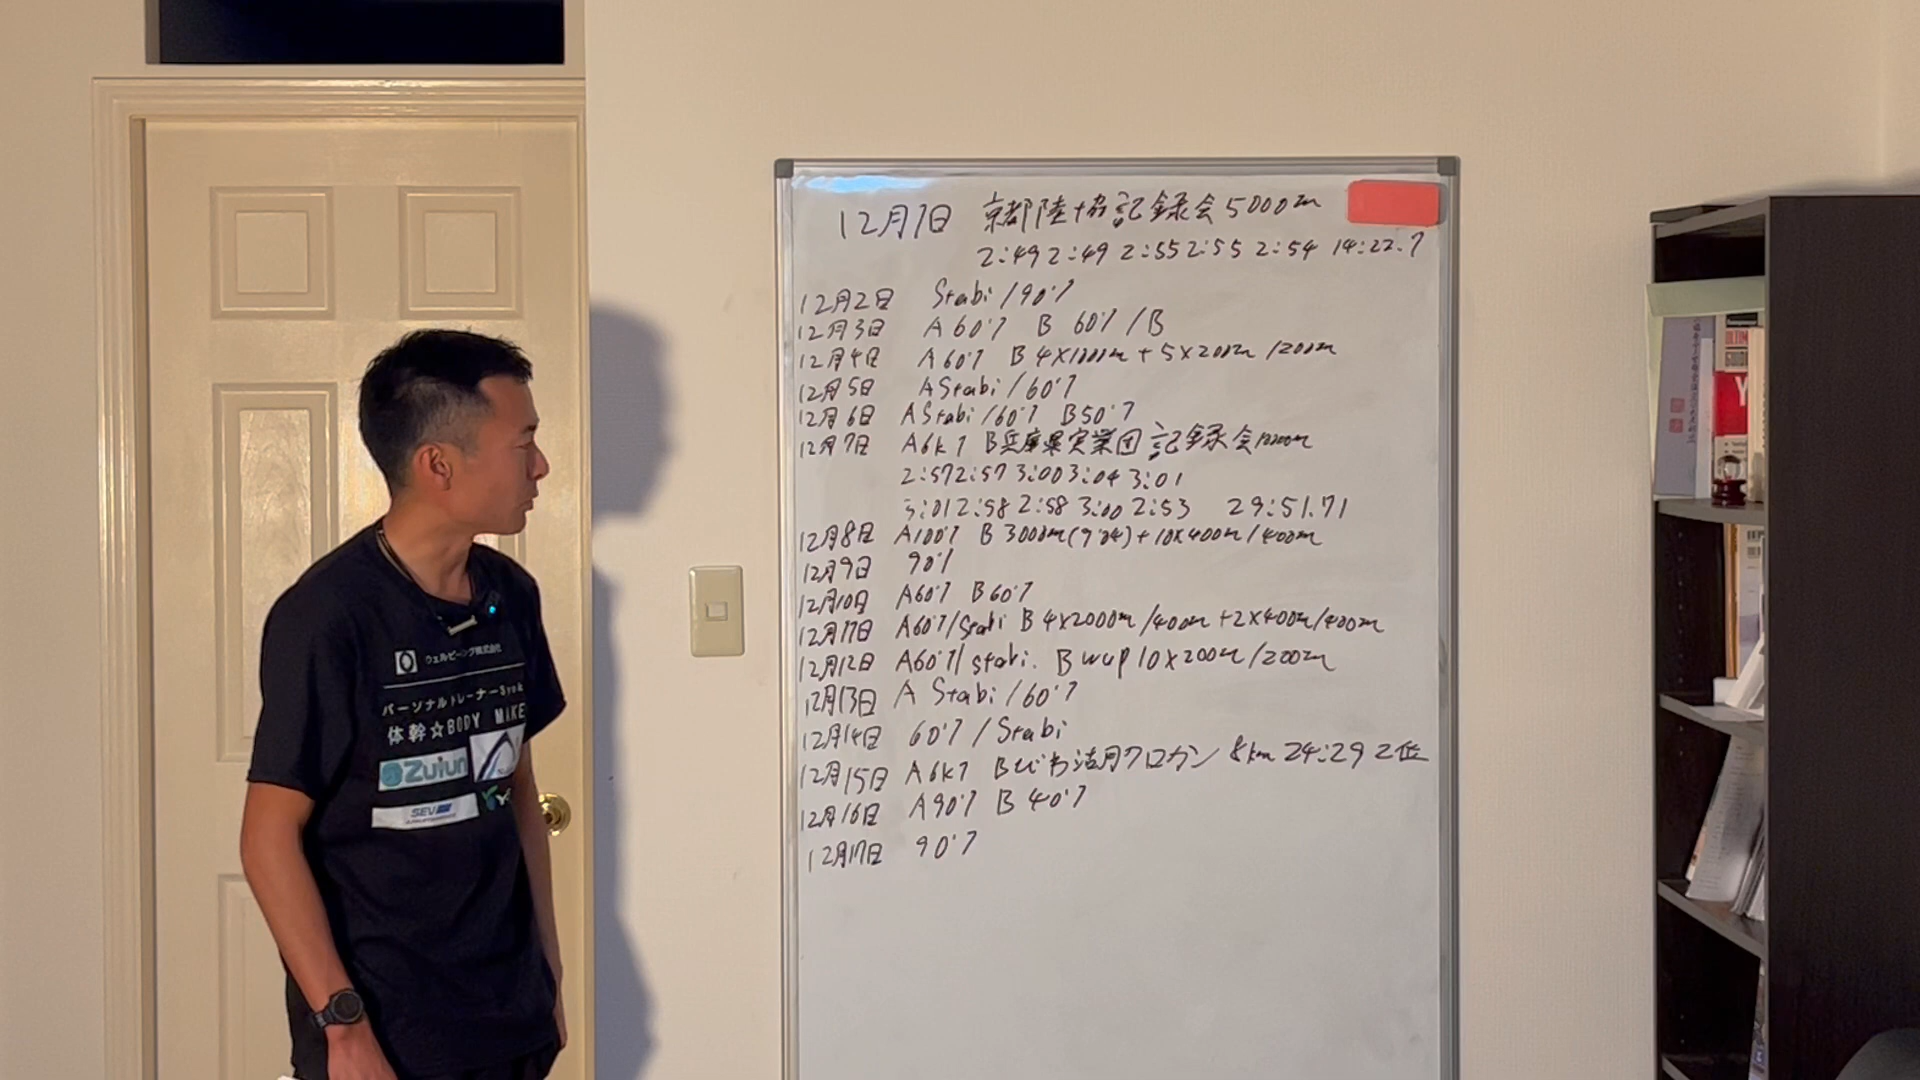 12月1日 京都陸協記録会5000m
2:49 2:49 2:55 2:55 2:54 14:22.7
12月2日 Stabi/90'7
12月3日 A 60'7 B 60'7/B
12月4日 A60'7 B 4×1000m+5×200m/200m
12月5日 A Stabi/60'7
12月6日 A Stabi/60'7 B50'7
12月7日 A6k7 B兵庫県実業団記録会10000m
2:57 2:57 3:00 3:04 3:01
3:01 2:58 2:58 3:00 2:53 29:51.71
12月8日 A100'7 B 3000m(9'04)+10×400m/400m
12月9日 90'7
12月10日 A60'7 B60'7
12月11日 A60'7/Stabi B 4×2000m/400m+2×400m/400m
12月12日 A60'7/stabi. B wup 10×200m/200m
12月13日 A Stabi/60'7
12月14日 60'7/Stabi
12月15日 A6k7 Bびわ湖クロカン 8km 24:29 2位
12月16日 A90'7 B 40'7
12月17日 90'7
ウェルビーイング株式会社
パーソナルトレーナー
体幹☆BODY MAKE
Zuiun
SEV